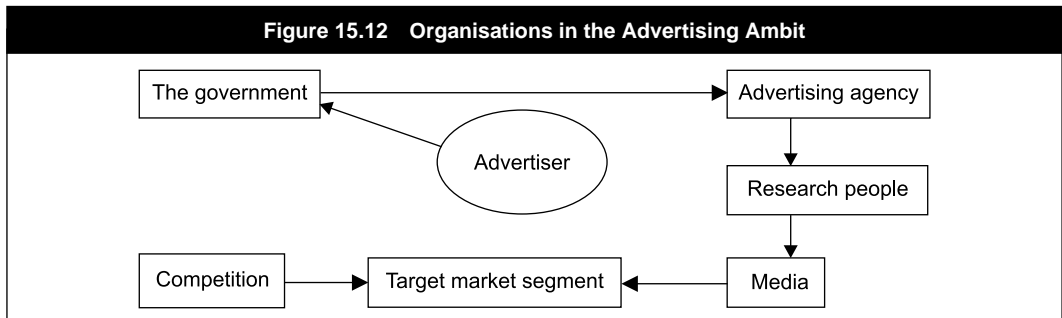 Figure 15.12 Organisations in the Advertising Ambit
The government
Advertising agency
Advertiser
Research people
Competition
Target market segment
Media